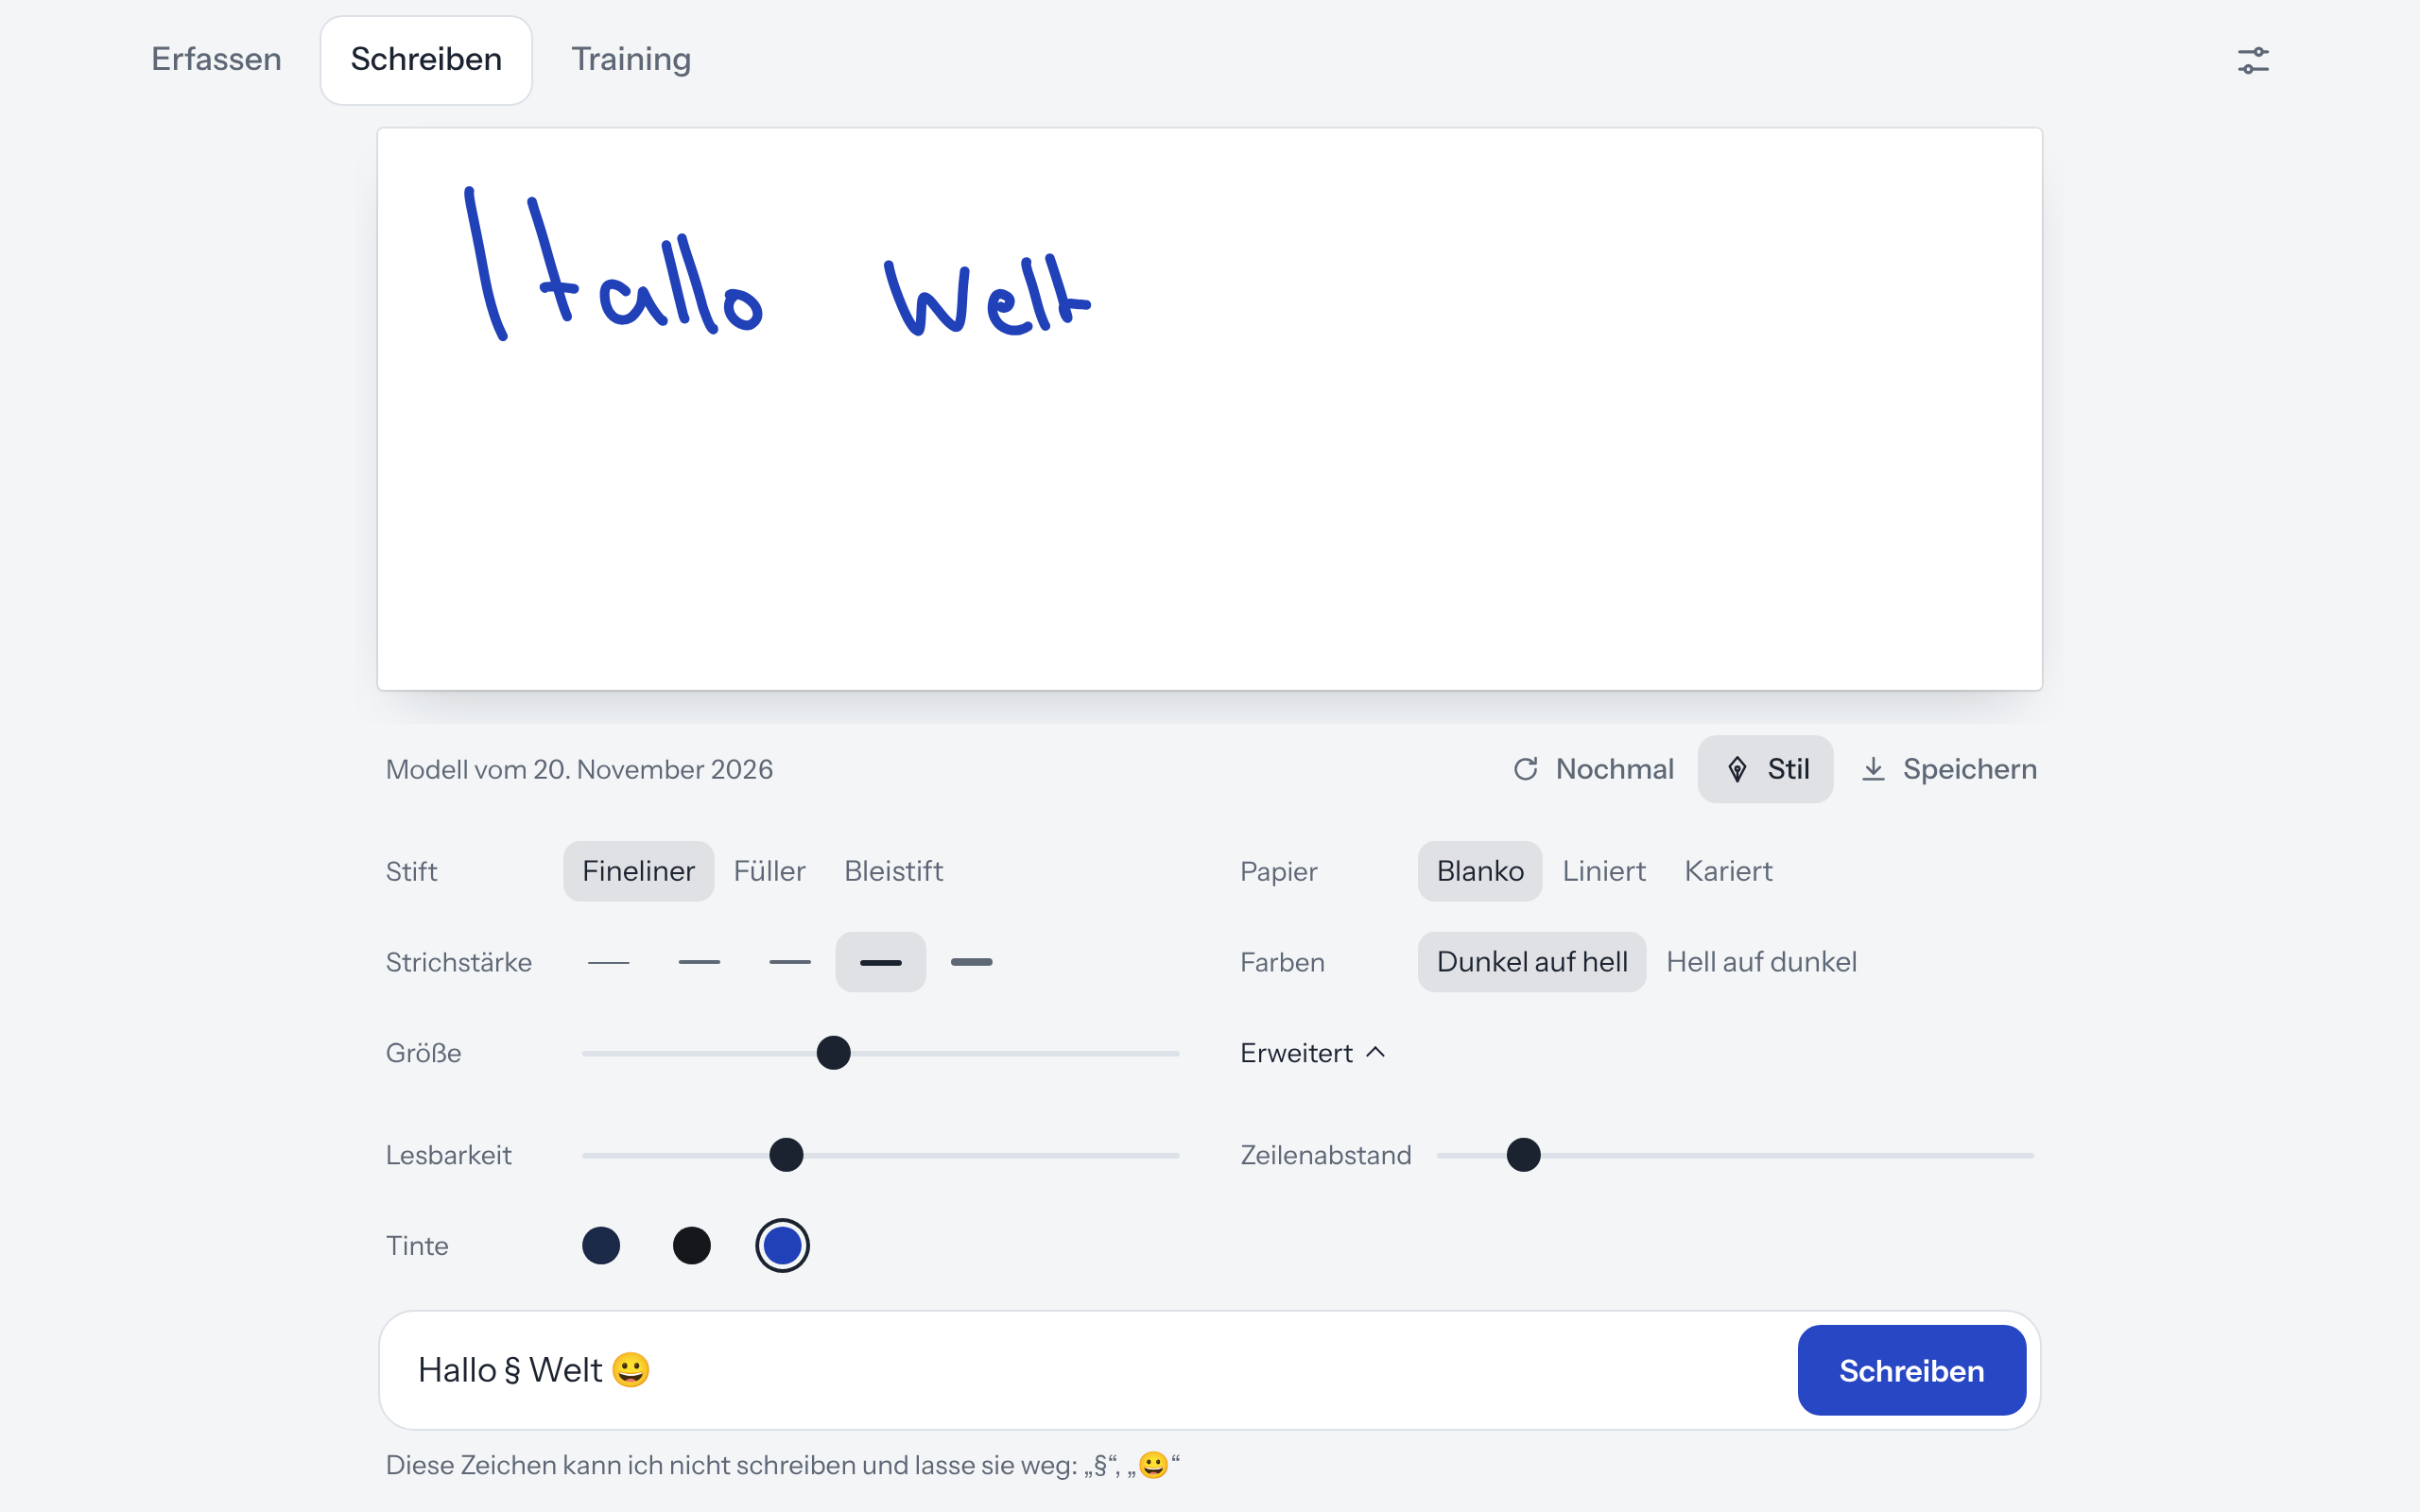 Erfassen Schreiben Training
Hallo Welt
Modell vom 20. November 2026 Nochmal Stil Speichern
Stift Fineliner Füller Bleistift Papier Blanko Liniert Kariert
Strichstärke Farben Dunkel auf hell Hell auf dunkel
Größe Erweitert
Lesbarkeit Zeilenabstand
Tinte
Hallo § Welt 😀 Schreiben
Diese Zeichen kann ich nicht schreiben und lasse sie weg: „§“, „😀“